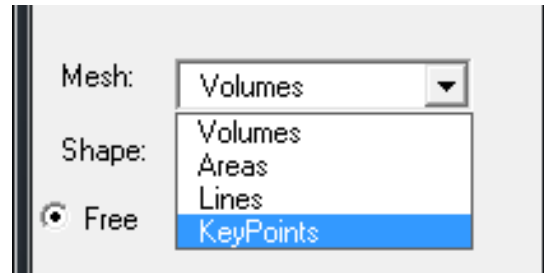 Mesh: Volumes
Volumes
Shape:
Areas
Lines
Free
KeyPoints